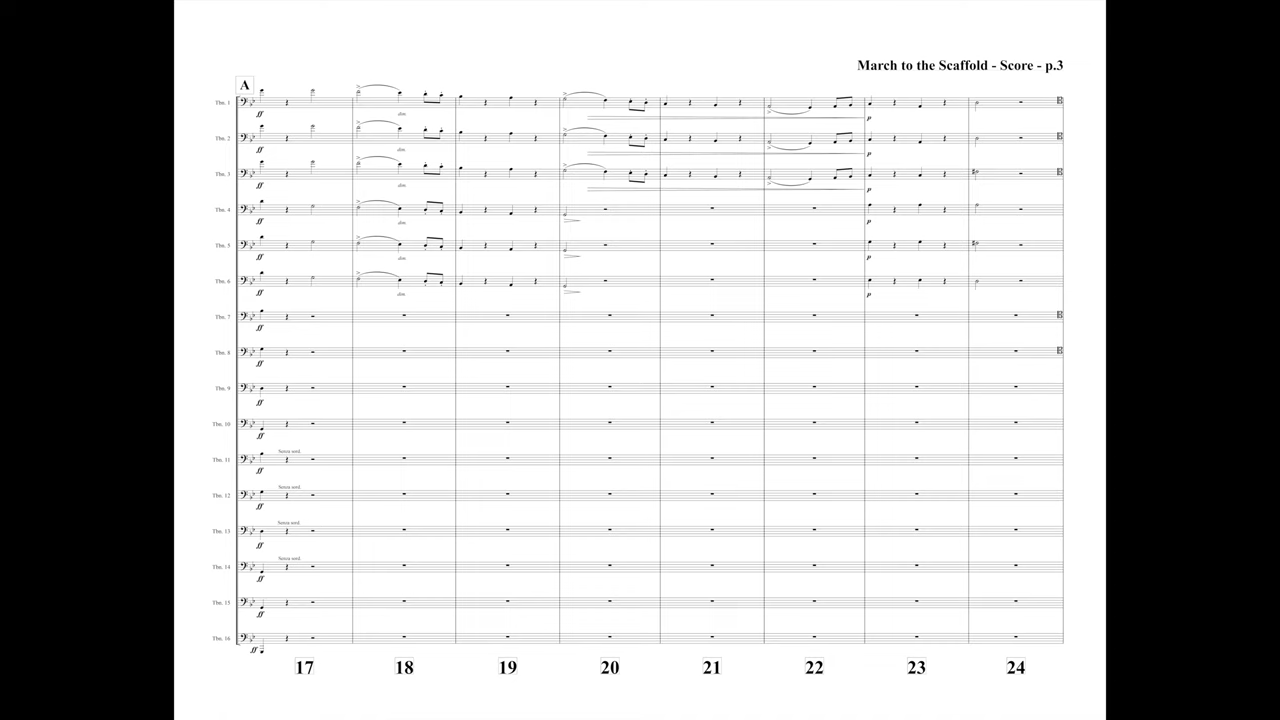 March to the Scaffold - Score - p.3
A
Tbn. 1
ff
dim.
p
Tbn. 2
ff
dim.
p
Tbn. 3
ff
dim.
p
Tbn. 4
ff
dim.
p
Tbn. 5
ff
dim.
p
Tbn. 6
ff
dim.
p
Tbn. 7
ff
Tbn. 8
ff
Tbn. 9
ff
Tbn. 10
ff
Senza sord.
Tbn. 11
ff
Senza sord.
Tbn. 12
ff
Senza sord.
Tbn. 13
ff
Senza sord.
Tbn. 14
ff
Tbn. 15
ff
Tbn. 16
ff
17 18 19 20 21 22 23 24